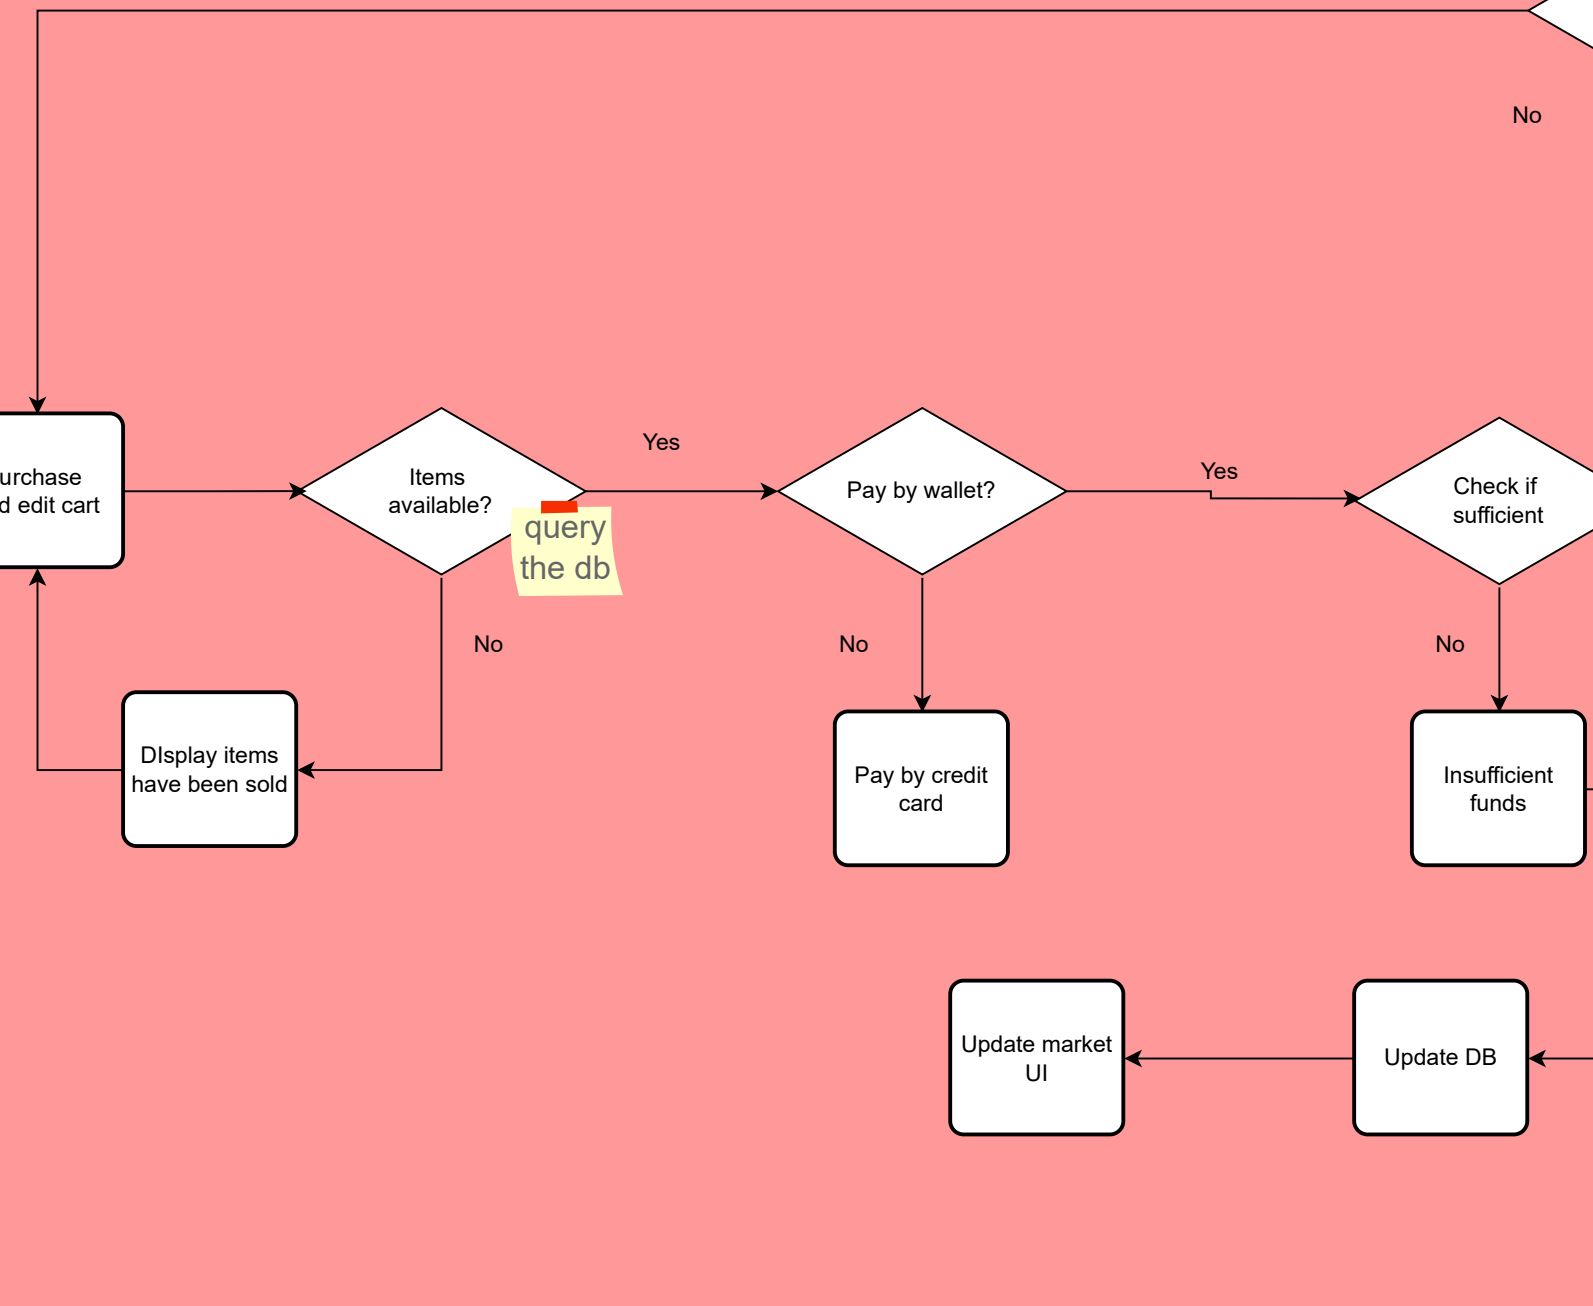 No
urchase
d edit cart
Items
available?
query
the db
Yes
Pay by wallet?
Yes
Check if
sufficient
No
No
No
DIsplay items
have been sold
Pay by credit
card
Insufficient
funds
Update market
UI
Update DB